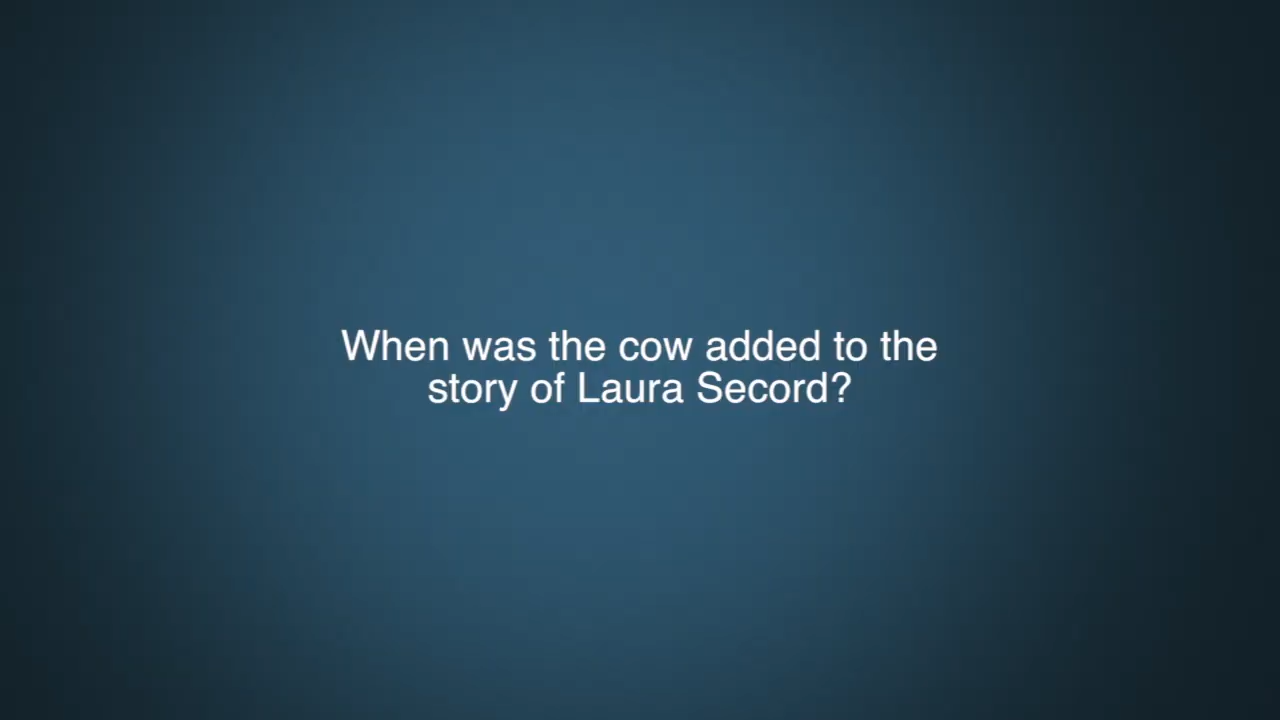 When was the cow added to the
story of Laura Secord?